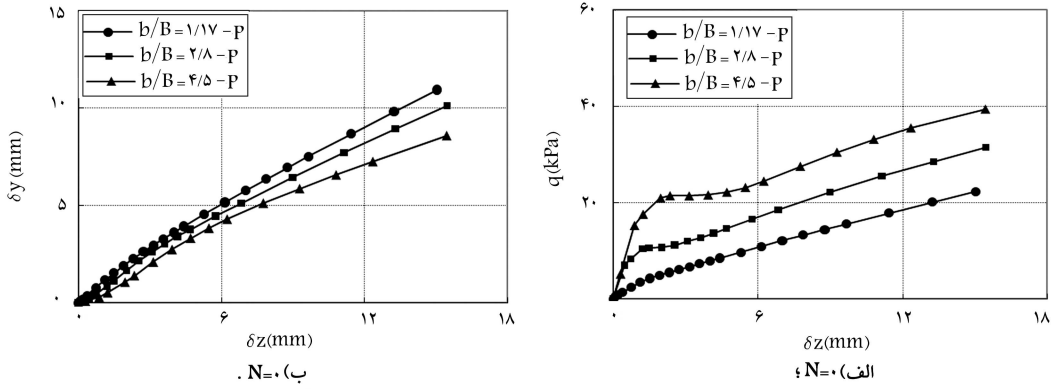 ۱۵
۱۰
۵
۰
δy (mm)
b/B = ۱/۱۷ - P
b/B = ۲/۸ - P
b/B = ۴/۵ - P
۰ ۶ ۱۲ ۱۸
δz(mm)
ب) N=۰ .
۶۰
۴۰
۲۰
۰
q(kPa)
b/B = ۱/۱۷ - P
b/B = ۲/۸ - P
b/B = ۴/۵ - P
۰ ۶ ۱۲ ۱۸
δz(mm)
الف) N=۰ ؛